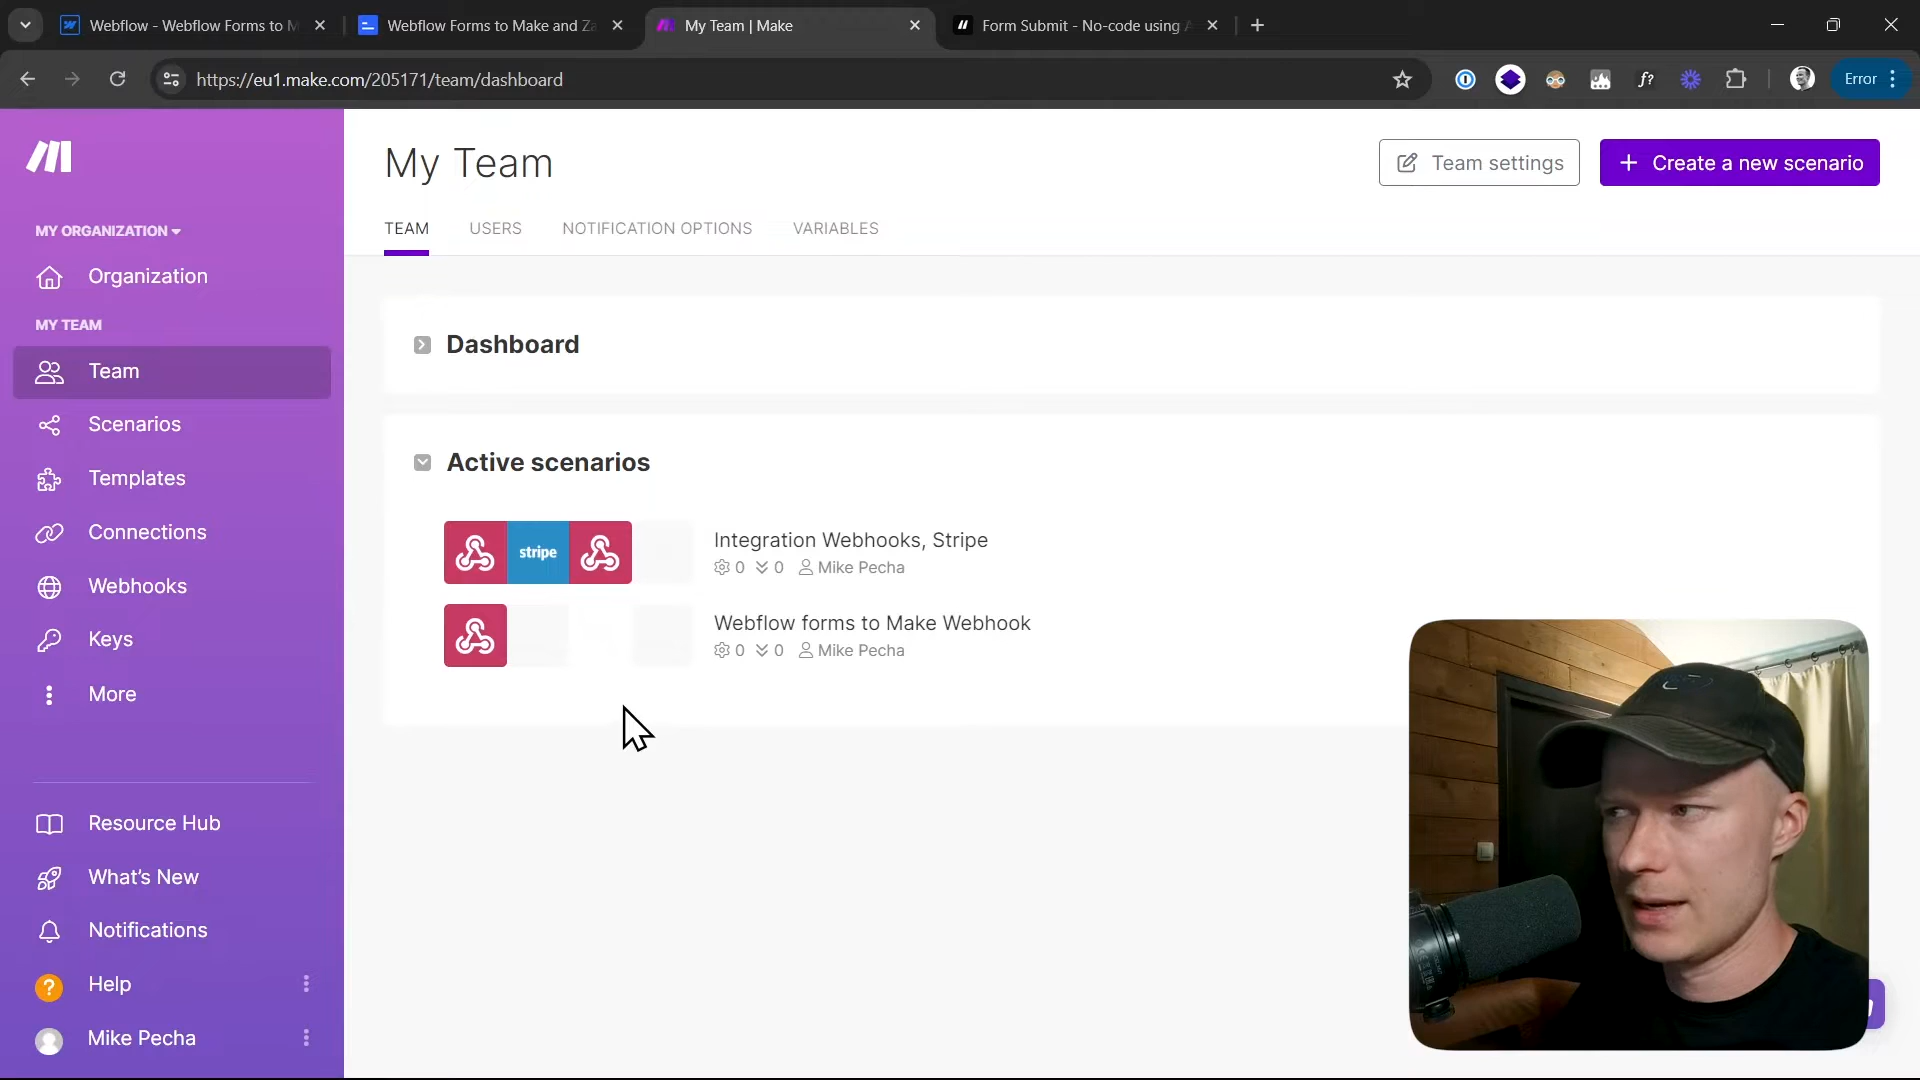 Webflow - Webflow Forms to M
Webflow Forms to Make and Za
My Team | Make
Form Submit - No-code using A
https://eu1.make.com/205171/team/dashboard
f?
Error
My Team
Team settings
+ Create a new scenario
MY ORGANIZATION
Organization
MY TEAM
Team
Scenarios
Templates
Connections
Webhooks
Keys
More
Resource Hub
What's New
Notifications
? Help
Mike Pecha
TEAM
USERS
NOTIFICATION OPTIONS
VARIABLES
Dashboard
Active scenarios
stripe
Integration Webhooks, Stripe
0 0 Mike Pecha
Webflow forms to Make Webhook
0 0 Mike Pecha